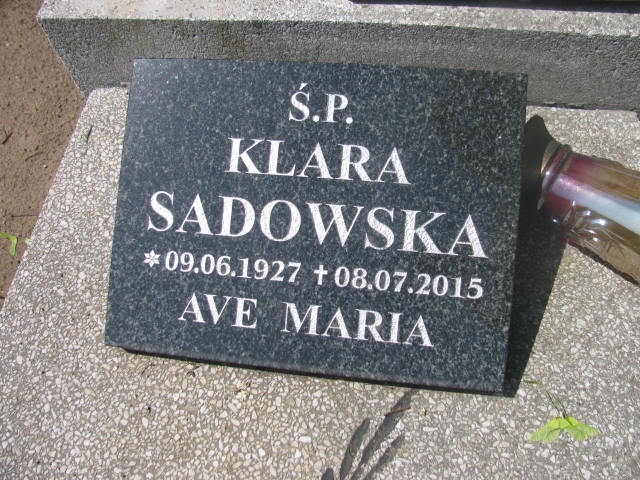 Ś.P.
KLARA
SADOWSKA
*09.06.1927 †08.07.2015
AVE MARIA